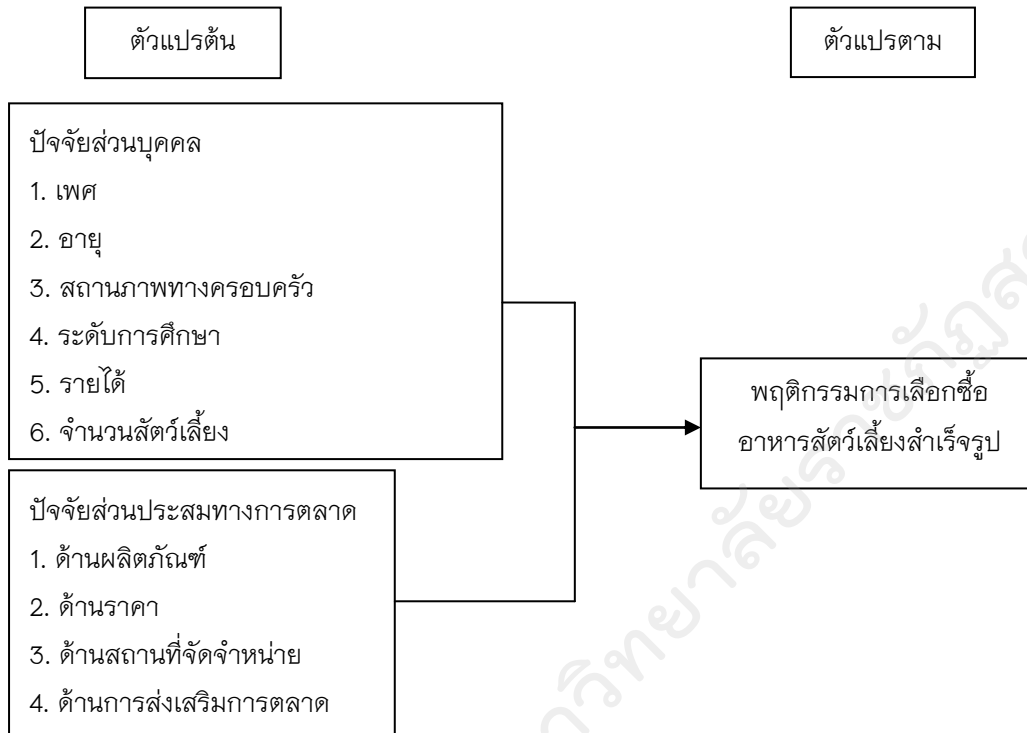 ตัวแปรต้น
ตัวแปรตาม
ปัจจัยส่วนบุคคล
1. เพศ
2. อายุ
3. สถานภาพทางครอบครัว
4. ระดับการศึกษา
5. รายได้
6. จำนวนสัตว์เลี้ยง
ปัจจัยส่วนประสมทางการตลาด
1. ด้านผลิตภัณฑ์
2. ด้านราคา
3. ด้านสถานที่จัดจำหน่าย
4. ด้านการส่งเสริมการตลาด
พฤติกรรมการเลือกซื้อ
อาหารสัตว์เลี้ยงสำเร็จรูป